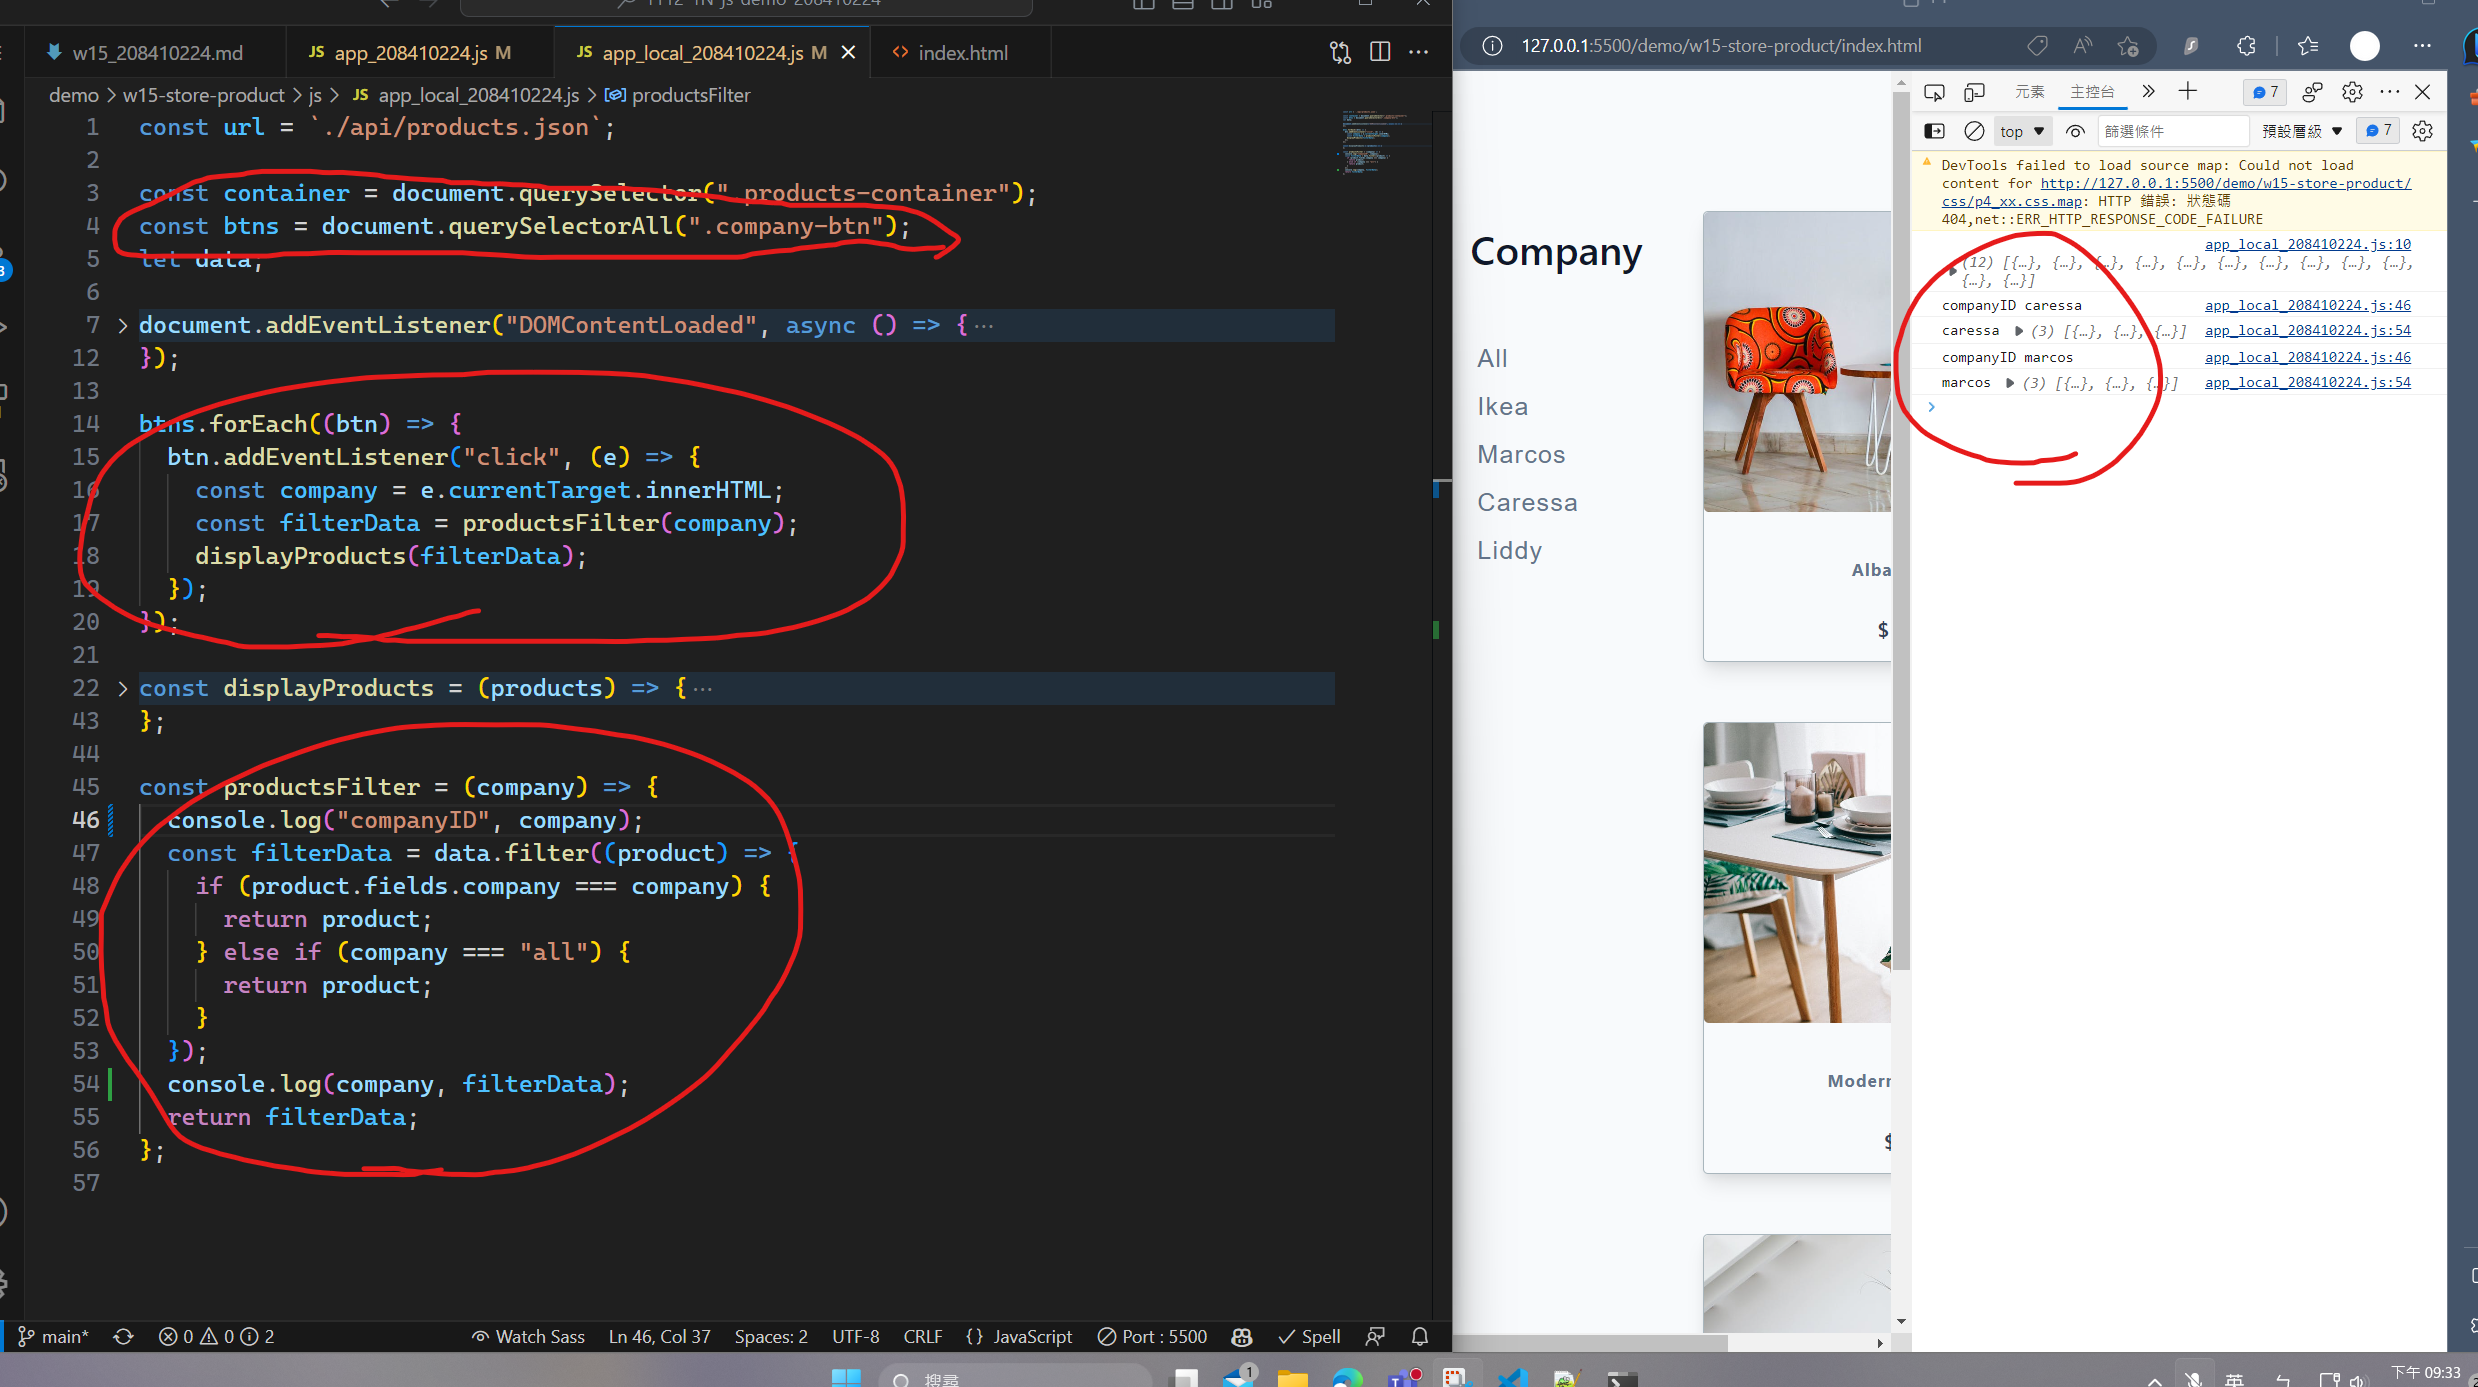 w15_208410224.md
JS app_208410224.js M
JS app_local_208410224.js M
<> index.html
demo > w15-store-product > js > JS app_local_208410224.js > productsFilter
1 const url = `./api/products.json`;
2
3 const container = document.querySelector(".products-container");
4 const btns = document.querySelectorAll(".company-btn");
5 let data;
6
7 document.addEventListener("DOMContentLoaded", async () => {···
12 });
13
14 btns.forEach((btn) => {
15 btn.addEventListener("click", (e) => {
16 const company = e.currentTarget.innerHTML;
17 const filterData = productsFilter(company);
18 displayProducts(filterData);
19 });
20 });
21
22 const displayProducts = (products) => {···
43 };
44
45 const productsFilter = (company) => {
46 console.log("companyID", company);
47 const filterData = data.filter((product) => {
48 if (product.fields.company === company) {
49 return product;
50 } else if (company === "all") {
51 return product;
52 }
53 });
54 console.log(company, filterData);
55 return filterData;
56 };
57
main* 0 0 2 Watch Sass Ln 46, Col 37 Spaces: 2 UTF-8 CRLF {} JavaScript Port : 5500 Spell
127.0.0.1:5500/demo/w15-store-product/index.html
Company
All
Ikea
Marcos
Caressa
Liddy
Alba
$
Modern
$
元素 主控台 7
top 篩選條件 預設層級 7
DevTools failed to load source map: Could not load
content for http://127.0.0.1:5500/demo/w15-store-product/
css/p4_xx.css.map: HTTP 錯誤: 狀態碼
404,net::ERR_HTTP_RESPONSE_CODE_FAILURE
app_local_208410224.js:10
(12) [{…}, {…}, {…}, {…}, {…}, {…}, {…}, {…}, {…}, {…},
{…}, {…}]
companyID caressa app_local_208410224.js:46
caressa (3) [{…}, {…}, {…}] app_local_208410224.js:54
companyID marcos app_local_208410224.js:46
marcos (3) [{…}, {…}, {…}] app_local_208410224.js:54
搜尋
1
英
下午 09:33